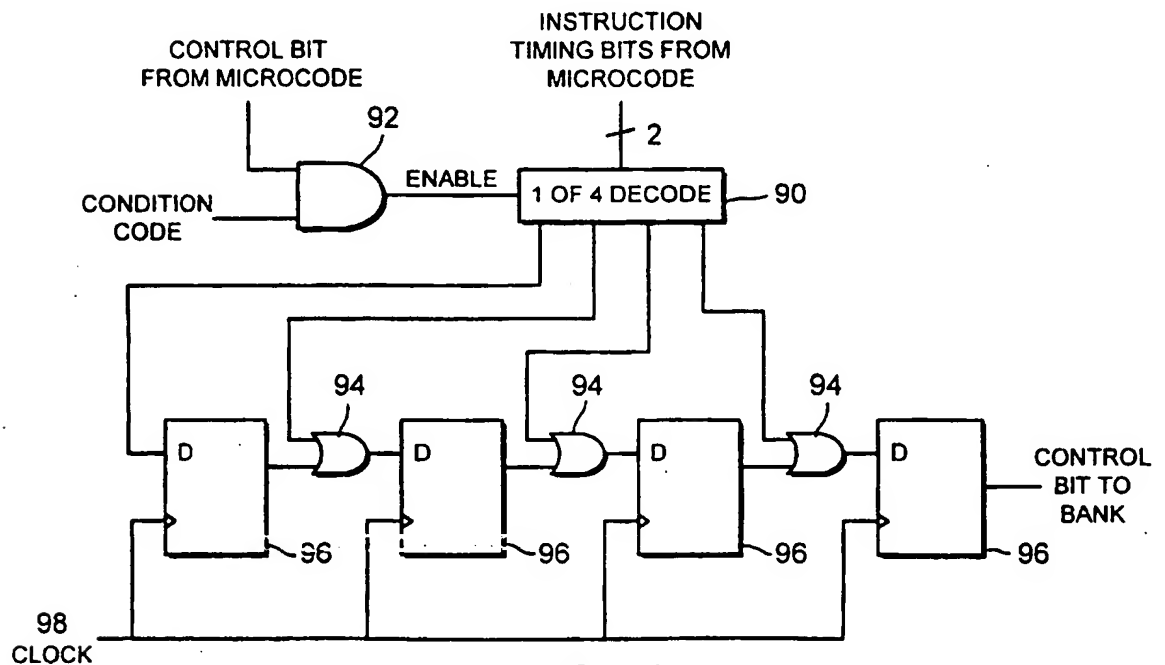 CONTROL BIT
FROM MICROCODE
INSTRUCTION
TIMING BITS FROM
MICROCODE
92
2
ENABLE
1 OF 4 DECODE
90
CONDITION
CODE
94
94
94
D
D
D
D
CONTROL
BIT TO
BANK
96
96
96
96
98
CLOCK